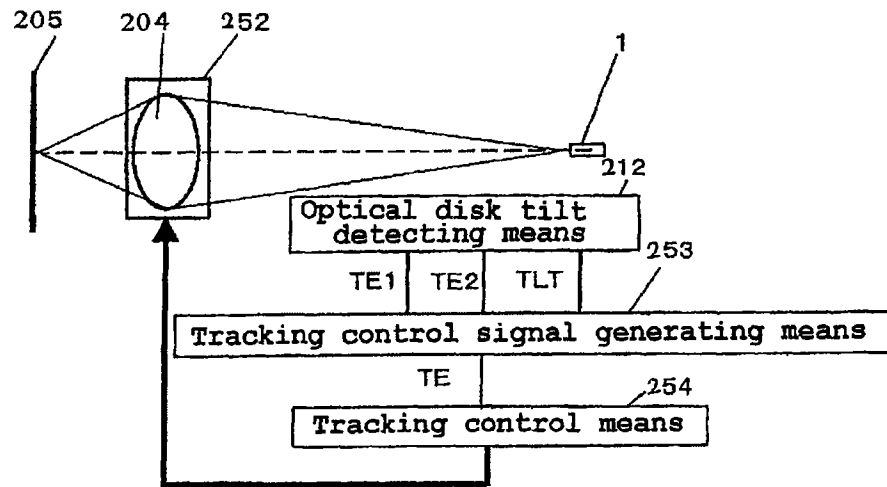 205
204
252
1
212
Optical disk tilt
detecting means
253
TE1
TE2
TLT
Tracking control signal generating means
TE
254
Tracking control means